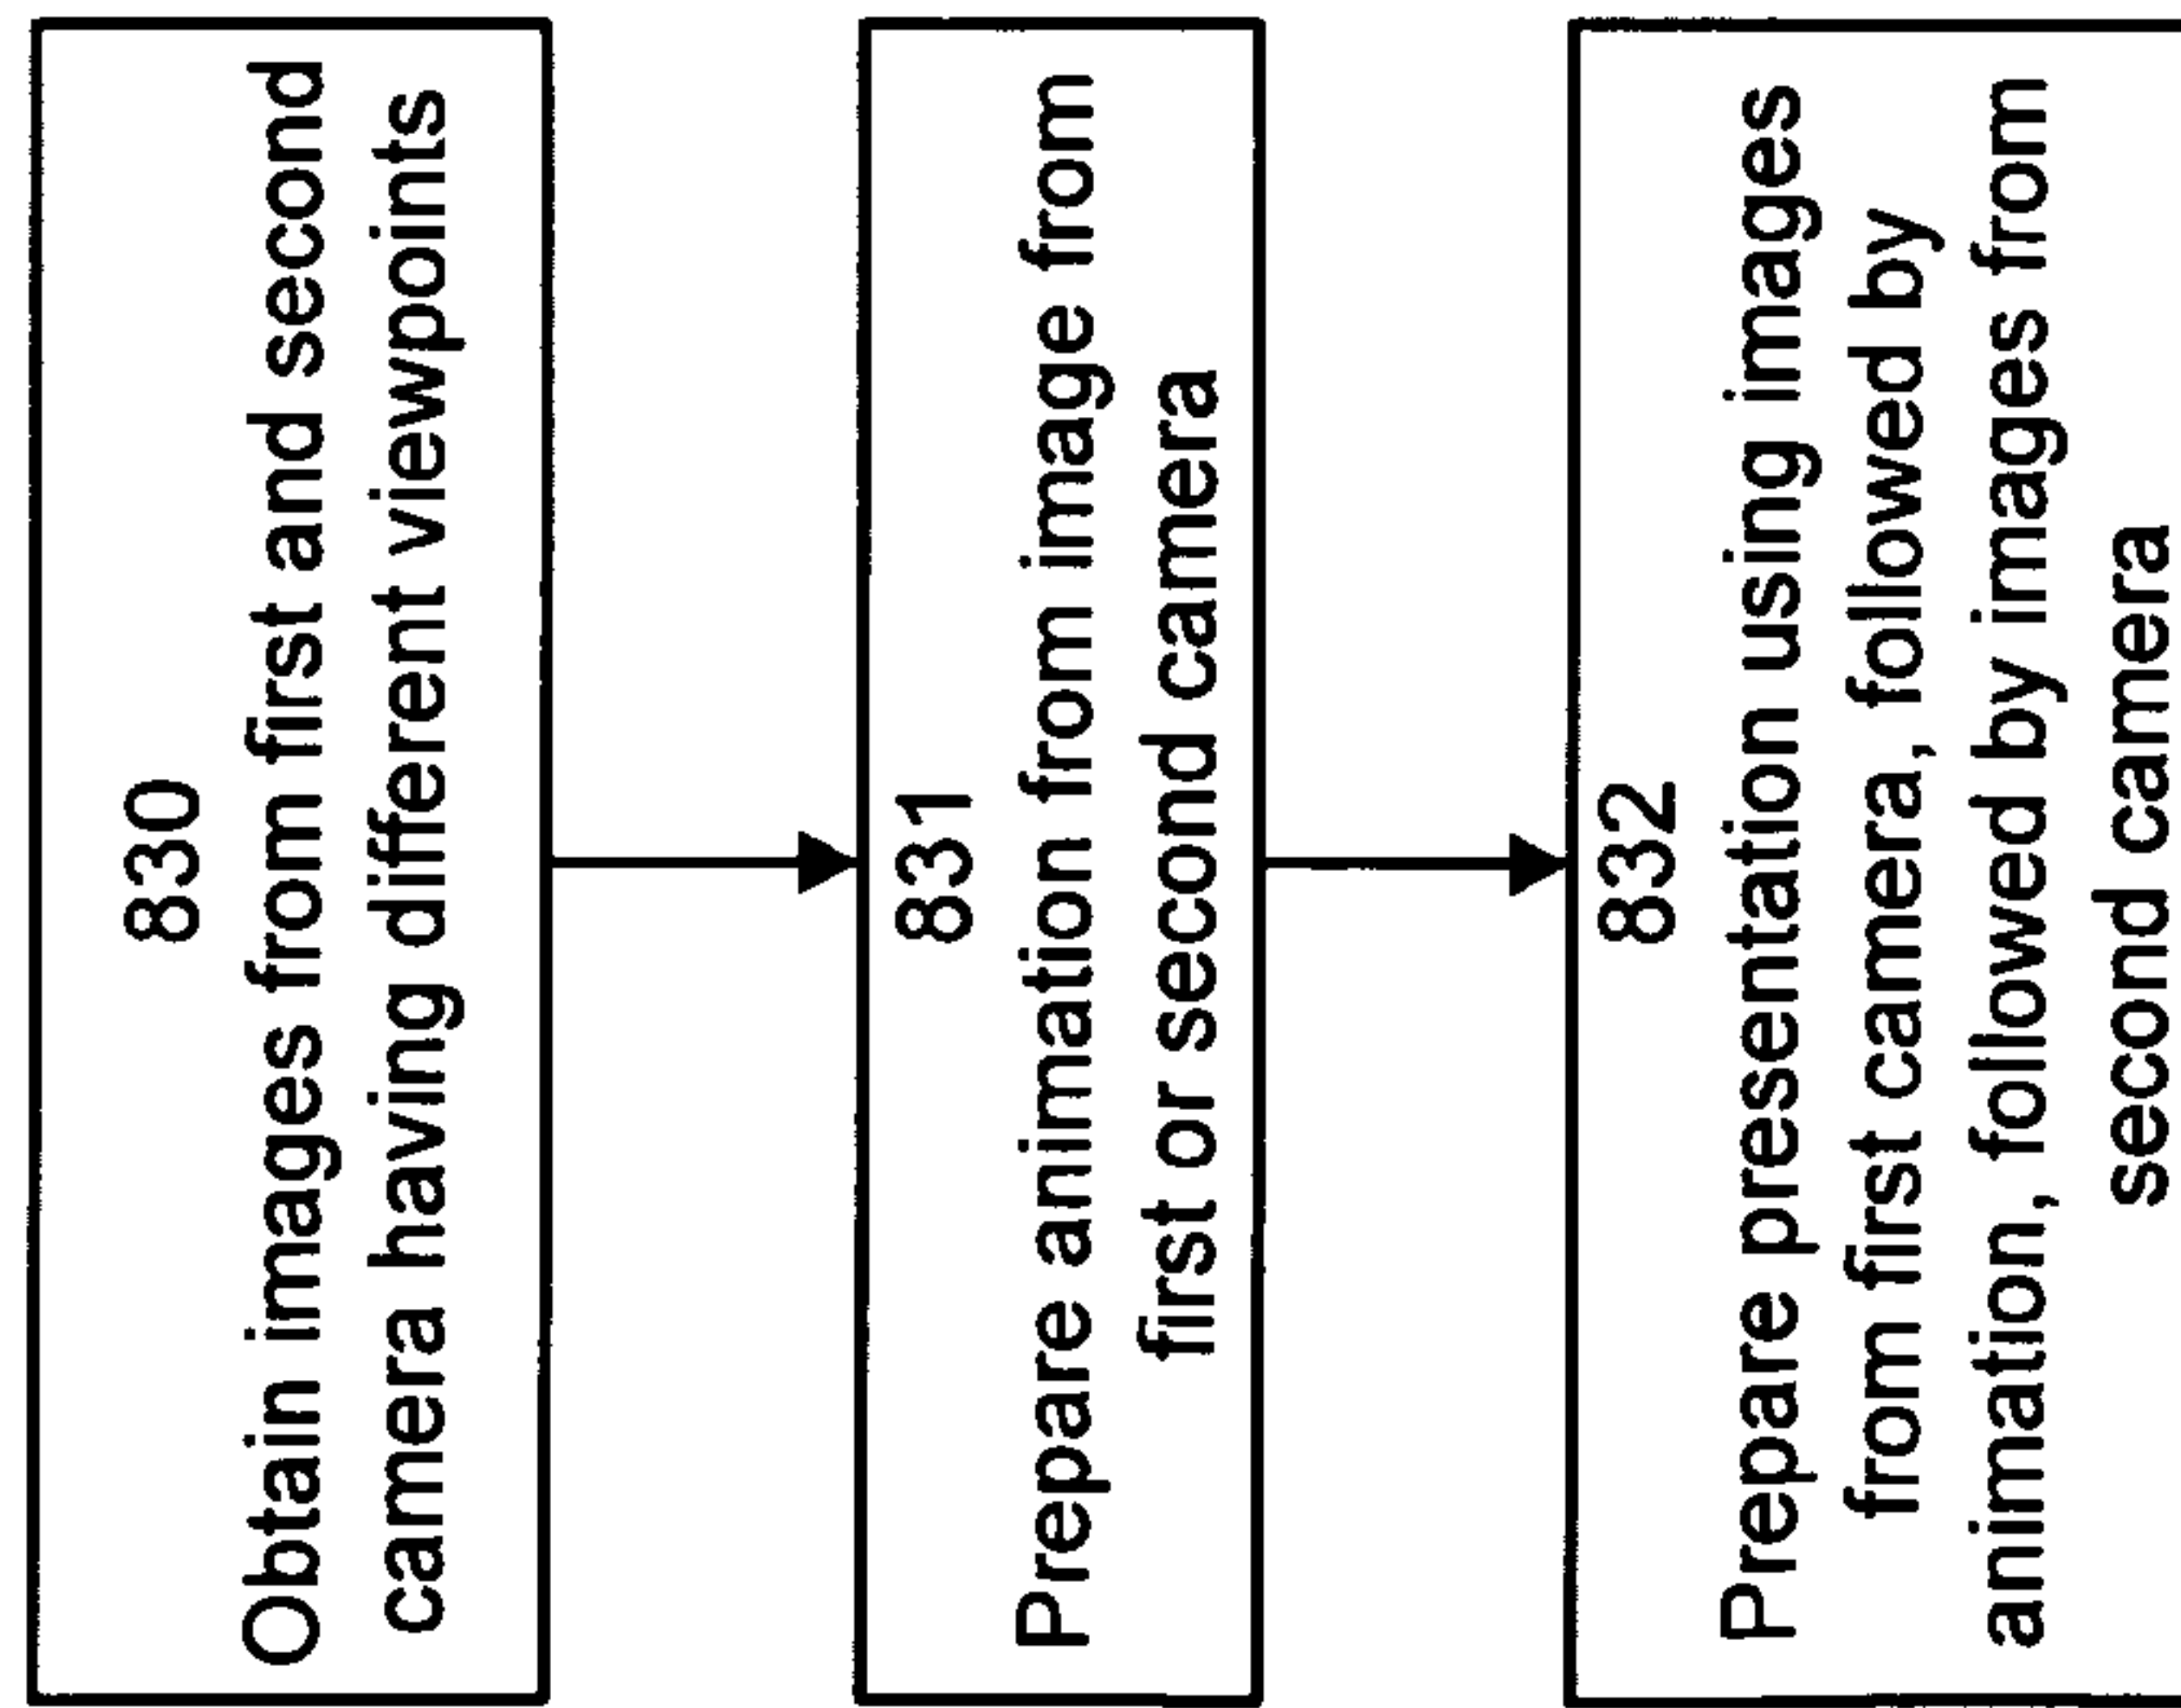 830
Obtain images from first and second
camera having different viewpoints
831
Prepare animation from image from
first or second camera
832
Prepare presentation using images
from first camera, followed by
animation, followed by images from
second camera